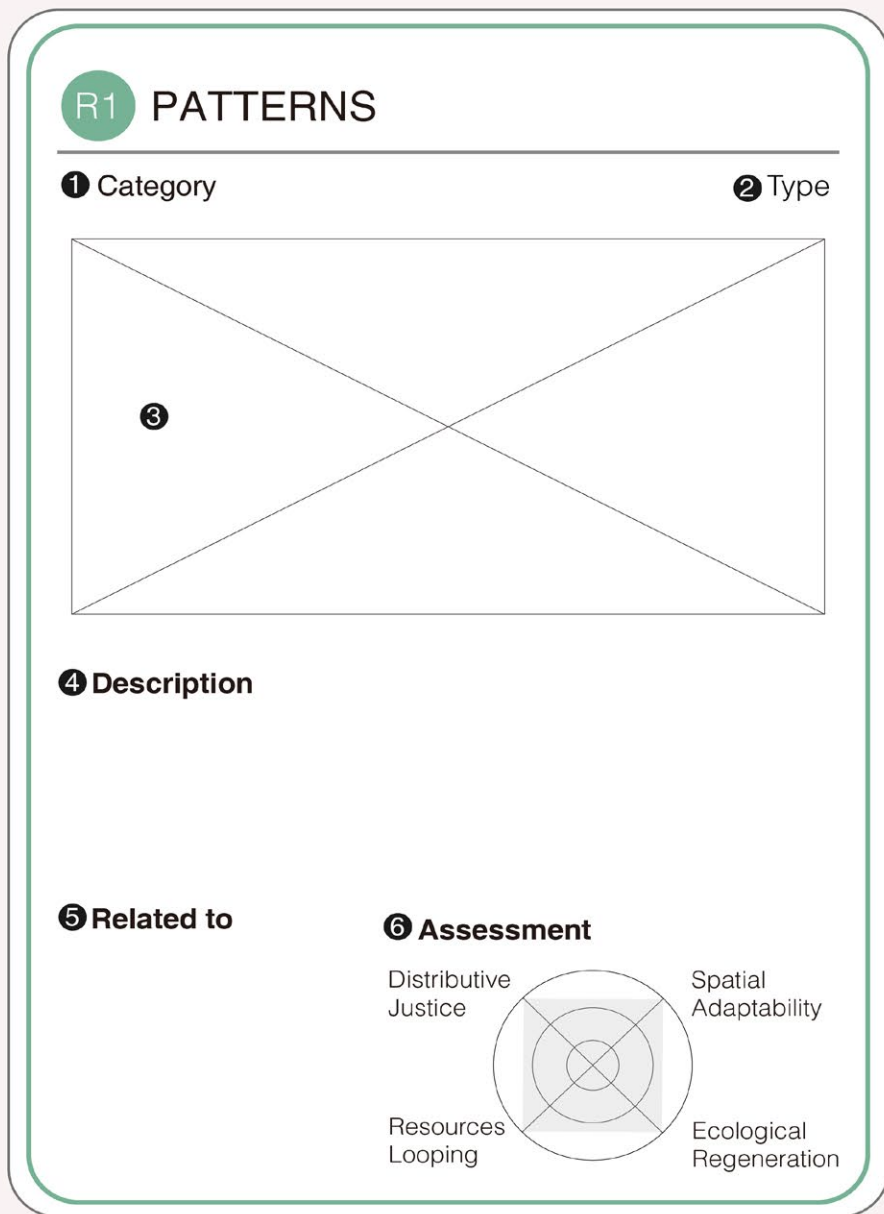 R1 PATTERNS
❶ Category
❷ Type
❸
❹ Description
❺ Related to
❻ Assessment
Distributive
Justice
Spatial
Adaptability
Resources
Looping
Ecological
Regeneration